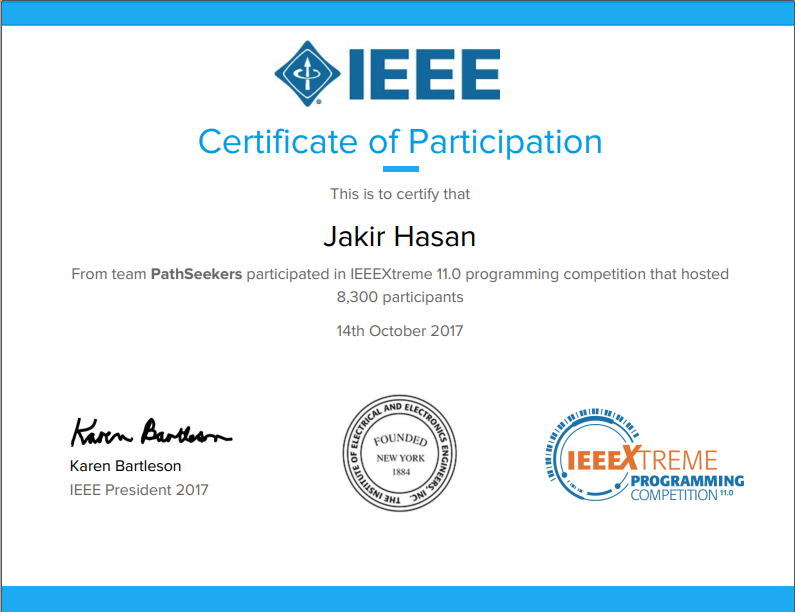 IEEE
Certificate of Participation
This is to certify that
Jakir Hasan
From team PathSeekers participated in IEEEXtreme 11.0 programming competition that hosted
8,300 participants
14th October 2017
Karen Bartleson
Karen Bartleson
IEEE President 2017
THE INSTITUTE OF ELECTRICAL AND ELECTRONICS ENGINEERS, INC.
FOUNDED
NEW YORK
1884
IEEEXTREME
PROGRAMMING
COMPETITION 11.0